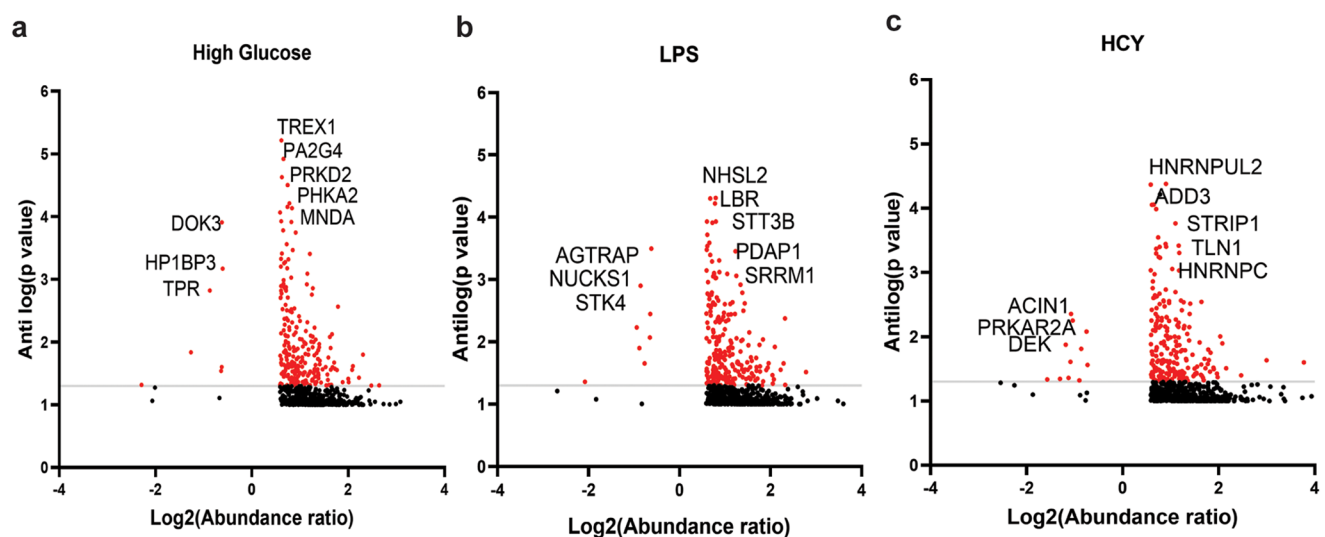 a
High Glucose
Anti log(p value)
6
5
4
3
2
1
0
-4
-2
0
2
4
Log2(Abundance ratio)
TREX1
PA2G4
PRKD2
PHKA2
MNDA
DOK3
HP1BP3
TPR
b
LPS
Antilog(p value)
6
5
4
3
2
1
0
-4
-2
0
2
4
Log2(Abundance ratio)
NHSL2
LBR
STT3B
PDAP1
SRRM1
AGTRAP
NUCKS1
STK4
c
HCY
Antilog(p value)
6
5
4
3
2
1
0
-4
-2
0
2
4
Log2(Abundance ratio)
HNRNPUL2
ADD3
STRIP1
TLN1
HNRNPC
ACIN1
PRKAR2A
DEK